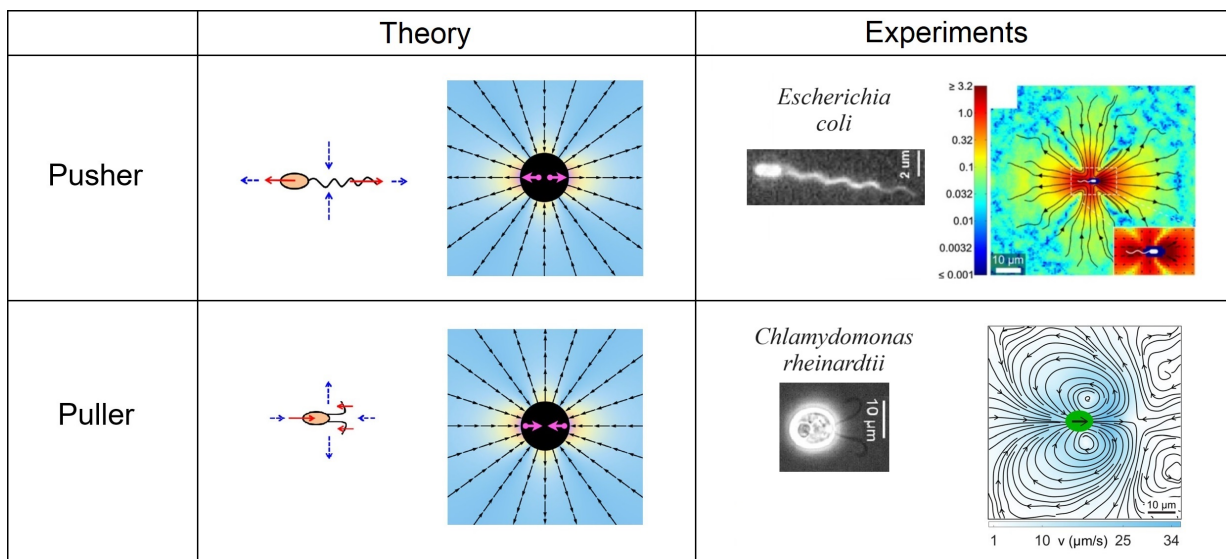 Theory
Experiments
Pusher
Escherichia
coli
2 um
≥ 3.2
1.0
0.32
0.1
0.032
0.01
0.0032
≤ 0.001
10 µm
Puller
Chlamydomonas
rheinardtii
10 µm
10 µm
1 10 v (µm/s) 25 34